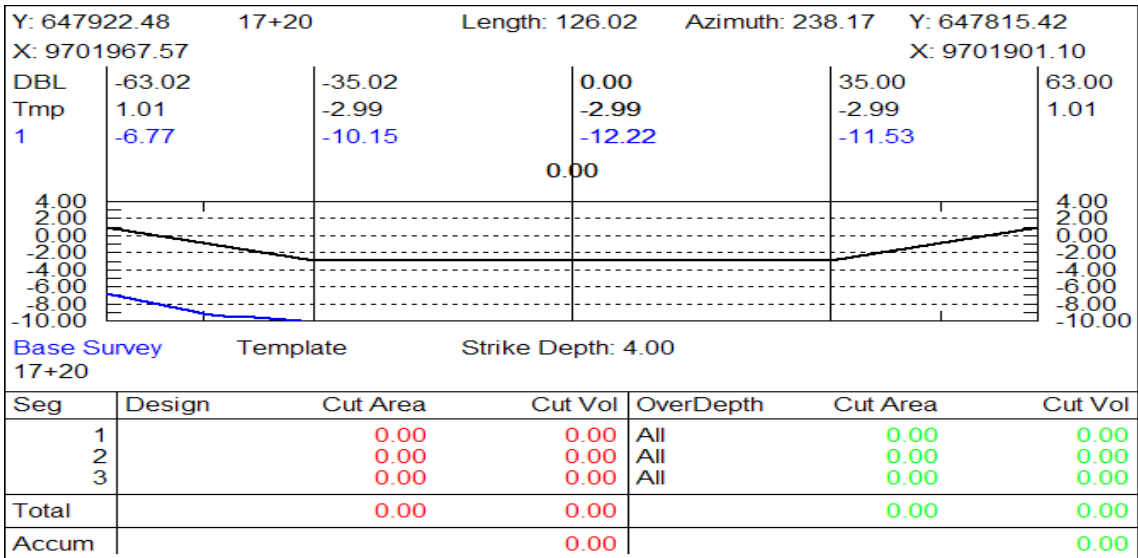 Y: 647922.48 17+20 Length: 126.02 Azimuth: 238.17 Y: 647815.42
X: 9701967.57 X: 9701901.10
DBL -63.02 -35.02 0.00 35.00 63.00
Tmp 1.01 -2.99 -2.99 -2.99 1.01
1 -6.77 -10.15 -12.22 -11.53
0.00
4.00 4.00
2.00 2.00
0.00 0.00
-2.00 -2.00
-4.00 -4.00
-6.00 -6.00
-8.00 -8.00
-10.00 -10.00
Base Survey Template Strike Depth: 4.00
17+20
Seg Design Cut Area Cut Vol OverDepth Cut Area Cut Vol
1 0.00 0.00 All 0.00 0.00
2 0.00 0.00 All 0.00 0.00
3 0.00 0.00 All 0.00 0.00
Total 0.00 0.00 0.00 0.00
Accum 0.00 0.00